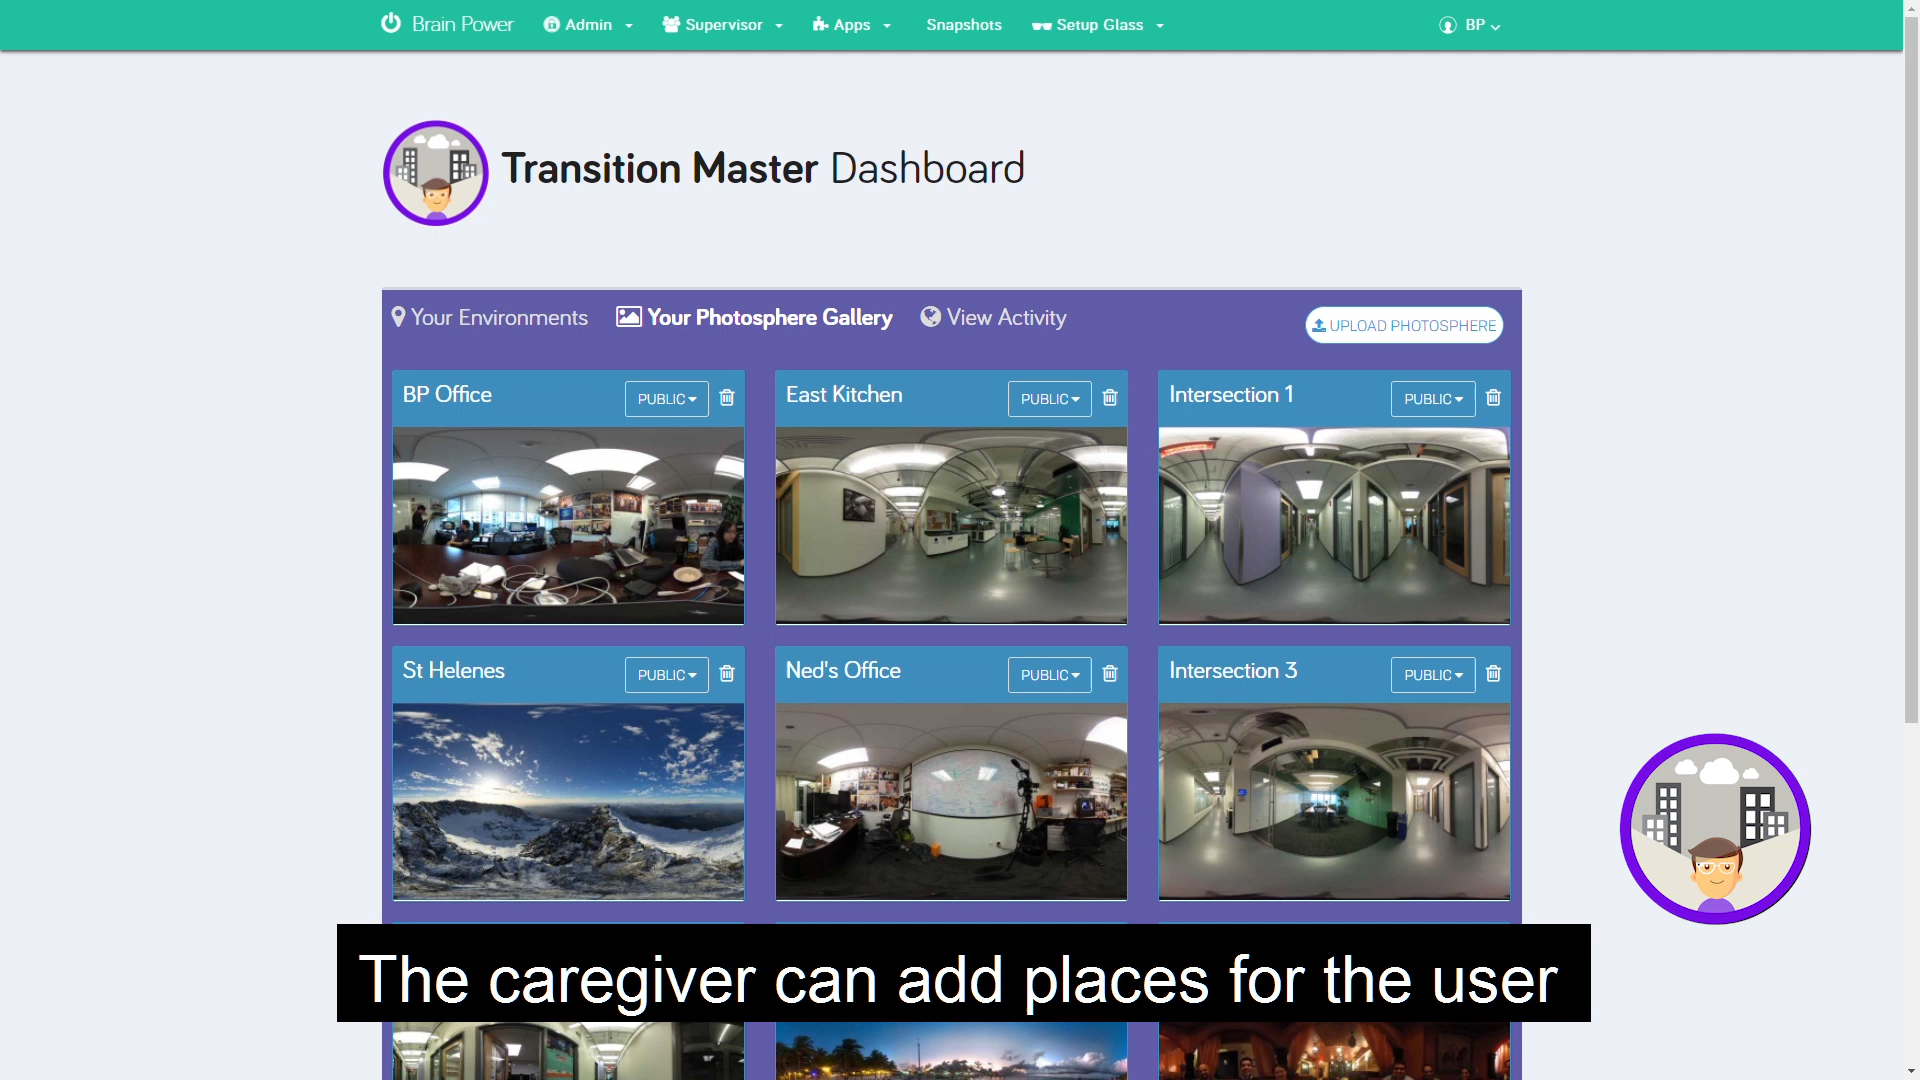 Brain Power
Admin
Supervisor
Apps
Snapshots
Setup Glass
BP
Transition Master Dashboard
Your Environments
Your Photosphere Gallery
View Activity
UPLOAD PHOTOSPHERE
BP Office
PUBLIC
East Kitchen
PUBLIC
Intersection 1
PUBLIC
St Helenes
PUBLIC
Ned's Office
PUBLIC
Intersection 3
PUBLIC
The caregiver can add places for the user